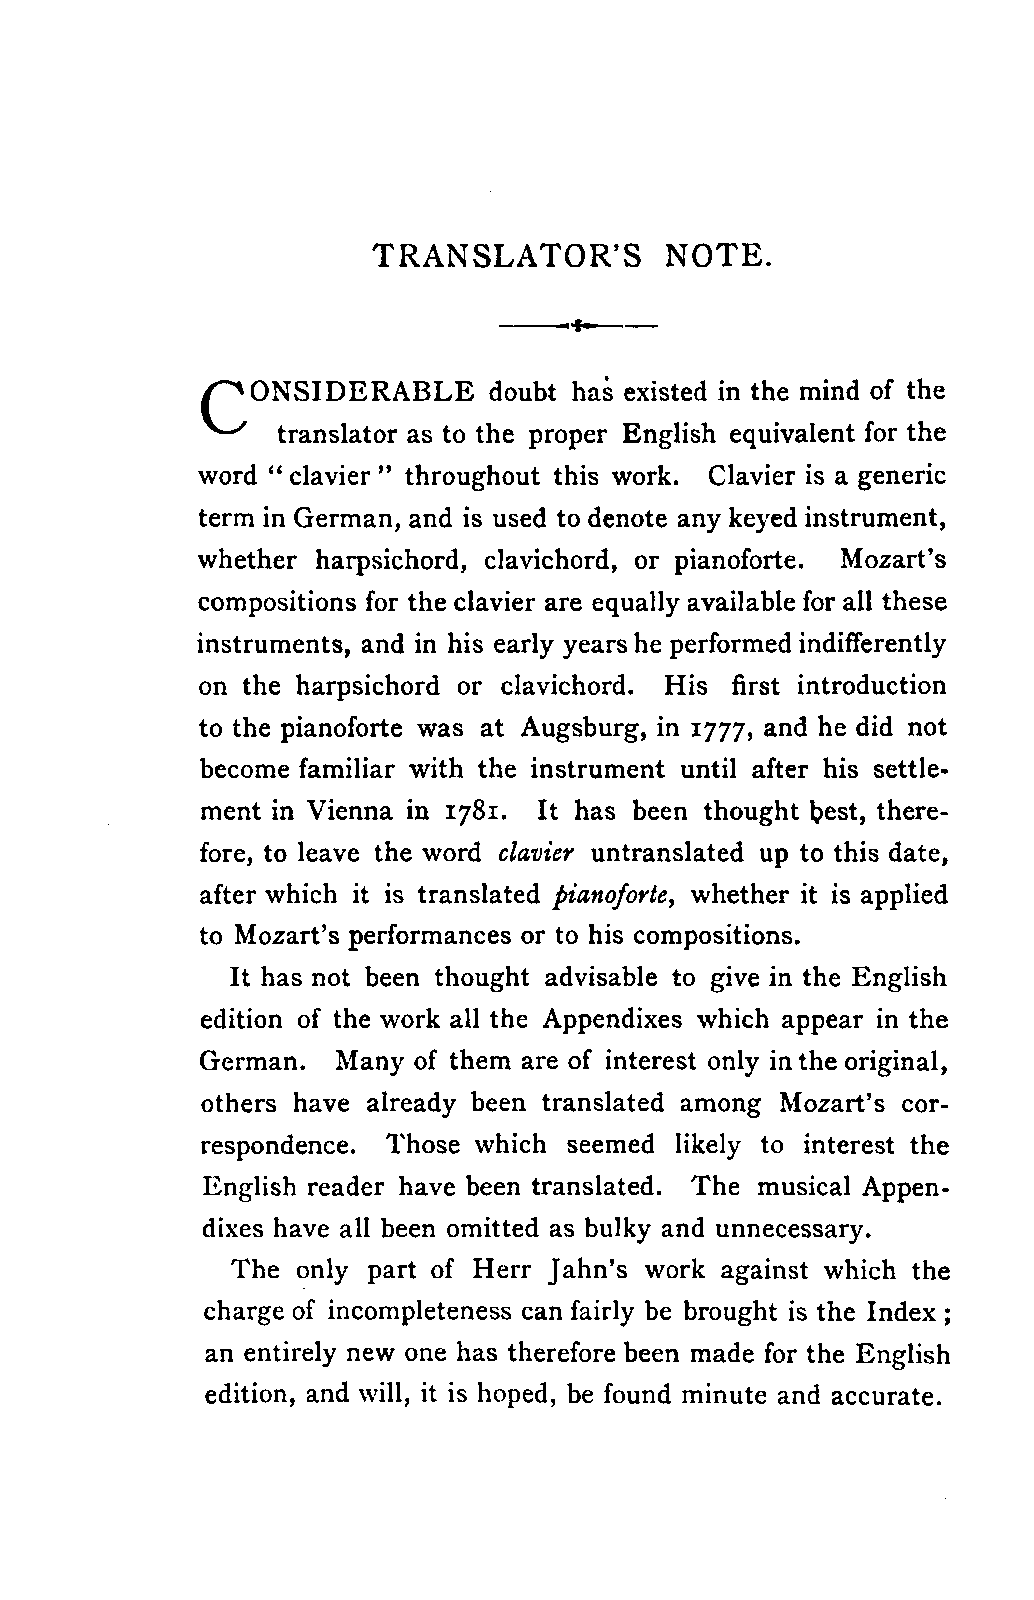 TRANSLATOR'S NOTE.
CONSIDERABLE doubt has existed in the mind of the
translator as to the proper English equivalent for the
word " clavier " throughout this work. Clavier is a generic
term in German, and is used to denote any keyed instrument,
whether harpsichord, clavichord, or pianoforte. Mozart's
compositions for the clavier are equally available for all these
instruments, and in his early years he performed indifferently
on the harpsichord or clavichord. His first introduction
to the pianoforte was at Augsburg, in 1777, and he did not
become familiar with the instrument until after his settle-
ment in Vienna in 1781. It has been thought best, there-
fore, to leave the word clavier untranslated up to this date,
after which it is translated pianoforte, whether it is applied
to Mozart's performances or to his compositions.
It has not been thought advisable to give in the English
edition of the work all the Appendixes which appear in the
German. Many of them are of interest only in the original,
others have already been translated among Mozart's cor-
respondence. Those which seemed likely to interest the
English reader have been translated. The musical Appen-
dixes have all been omitted as bulky and unnecessary.
The only part of Herr Jahn's work against which the
charge of incompleteness can fairly be brought is the Index ;
an entirely new one has therefore been made for the English
edition, and will, it is hoped, be found minute and accurate.